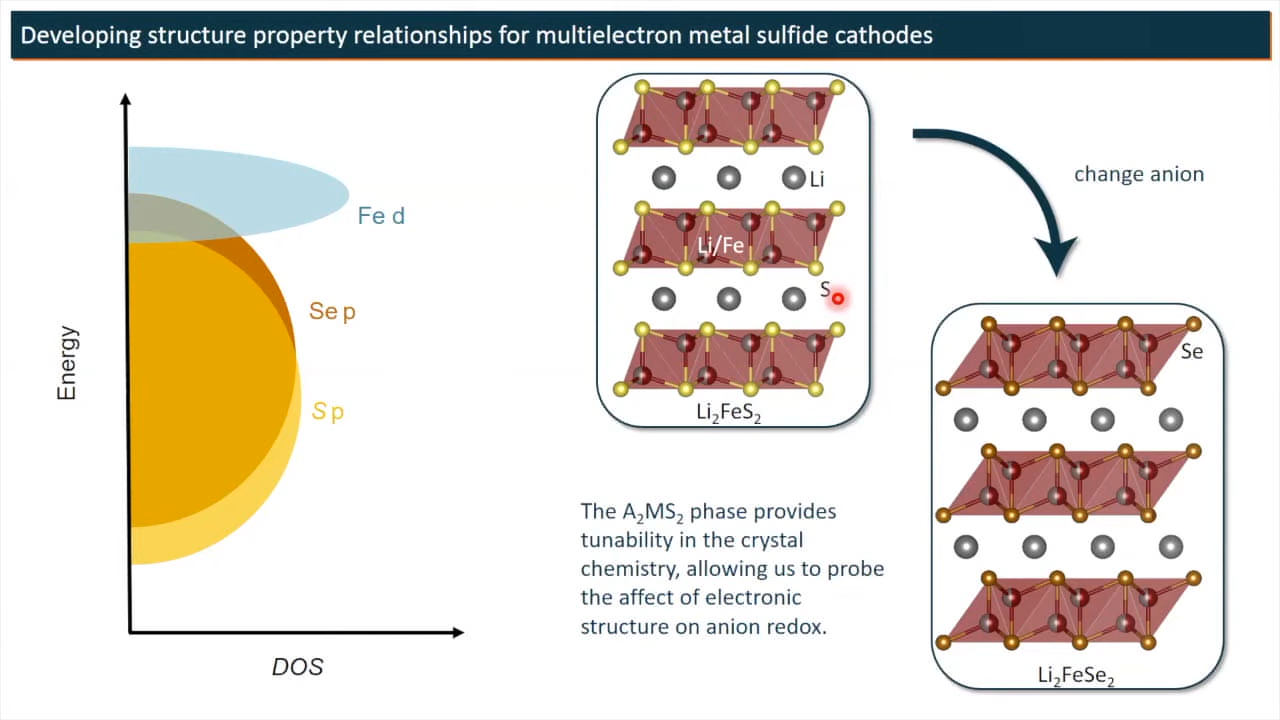 Developing structure property relationships for multielectron metal sulfide cathodes
Energy
Fe d
Se p
S p
DOS
Li
Li/Fe
S
Li₂FeS₂
change anion
Se
Li₂FeSe₂
The A₂MS₂ phase provides
tunability in the crystal
chemistry, allowing us to probe
the affect of electronic
structure on anion redox.